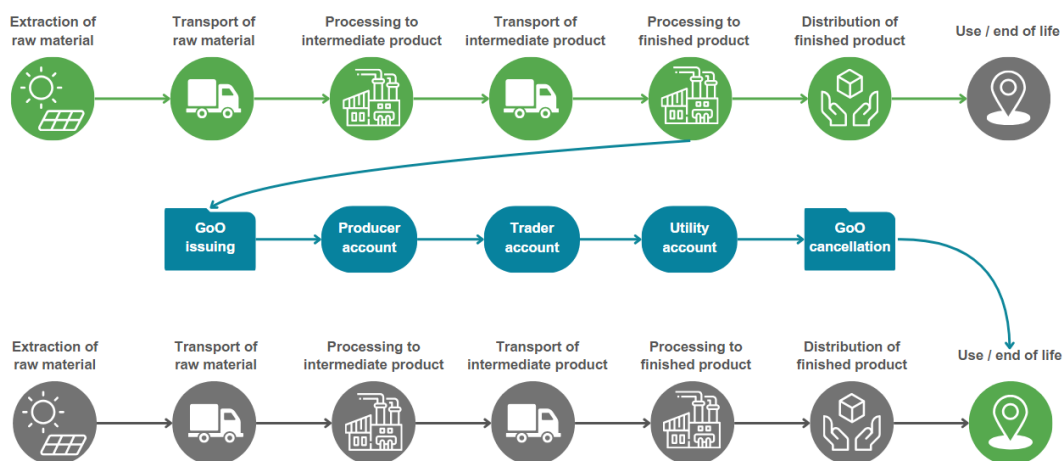 Extraction of
raw material
Transport of
raw material
Processing to
intermediate product
Transport of
intermediate product
Processing to
finished product
Distribution of
finished product
Use / end of life
GoO
issuing
Producer
account
Trader
account
Utility
account
GoO
cancellation
Extraction of
raw material
Transport of
raw material
Processing to
intermediate product
Transport of
intermediate product
Processing to
finished product
Distribution of
finished product
Use / end of life